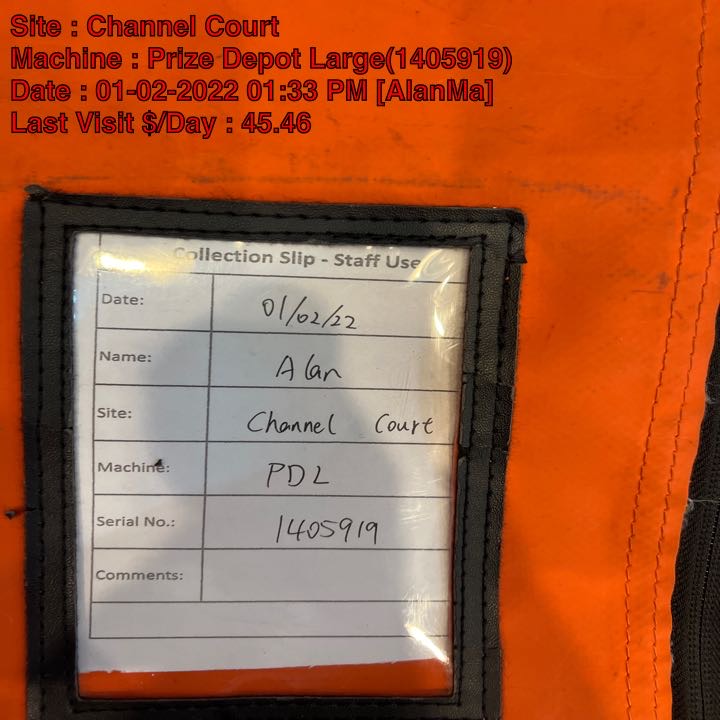 Site : Channel Court
Machine : Prize Depot Large(1405919)
Date : 01-02-2022 01:33 PM [AlanMa]
Last Visit $/Day : 45.46
Collection Slip - Staff Use
Date: 01/02/22
Name: Alan
Site: Channel Court
Machine: PDL
Serial No.: 1405919
Comments: